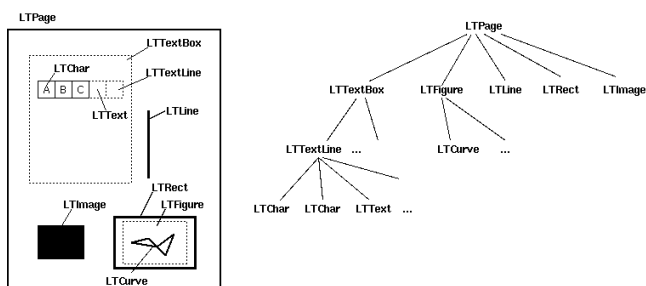 LTPage
LTTextBox
LTChar
LTTextLine
A B C
LTText
LTLine
LTRect
LTImage
LTFigure
LTCurve
LTPage
LTTextBox LTFigure LTLine LTRect LTImage
LTTextLine ... LTCurve ...
LTChar LTChar LTText ...